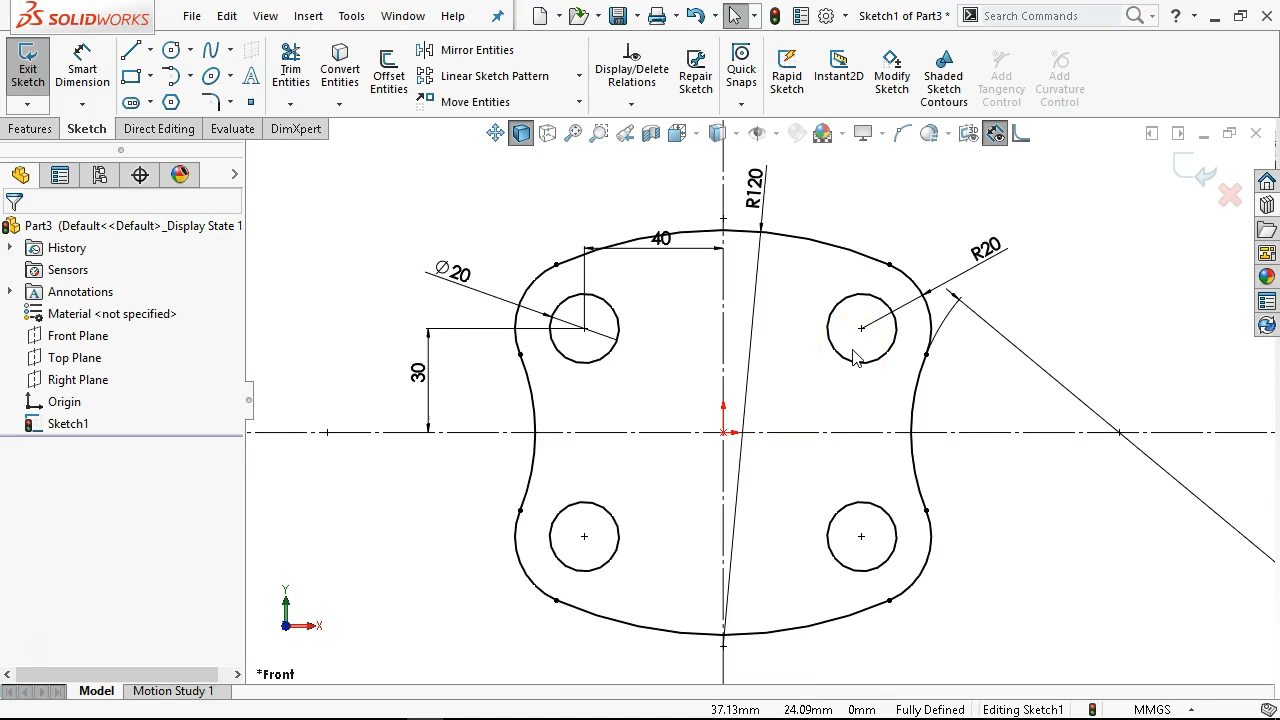 SOLIDWORKS File Edit View Insert Tools Window Help Sketch1 of Part3 * Search Commands ?
Exit Sketch Smart Dimension Trim Entities Convert Entities Offset Entities Mirror Entities Linear Sketch Pattern Move Entities Display/Delete Relations Repair Sketch Quick Snaps Rapid Sketch Instant2D Modify Sketch Shaded Sketch Contours Add Tangency Control Add Curvature Control
Features Sketch Direct Editing Evaluate DimXpert
Part3 (Default<<Default>_Display State 1
History
Sensors
Annotations
Material <not specified>
Front Plane
Top Plane
Right Plane
Origin
Sketch1
R120
40
R20
∅20
30
Y
X
*Front
Model Motion Study 1
37.13mm 24.09mm 0mm Fully Defined Editing Sketch1 MMGS